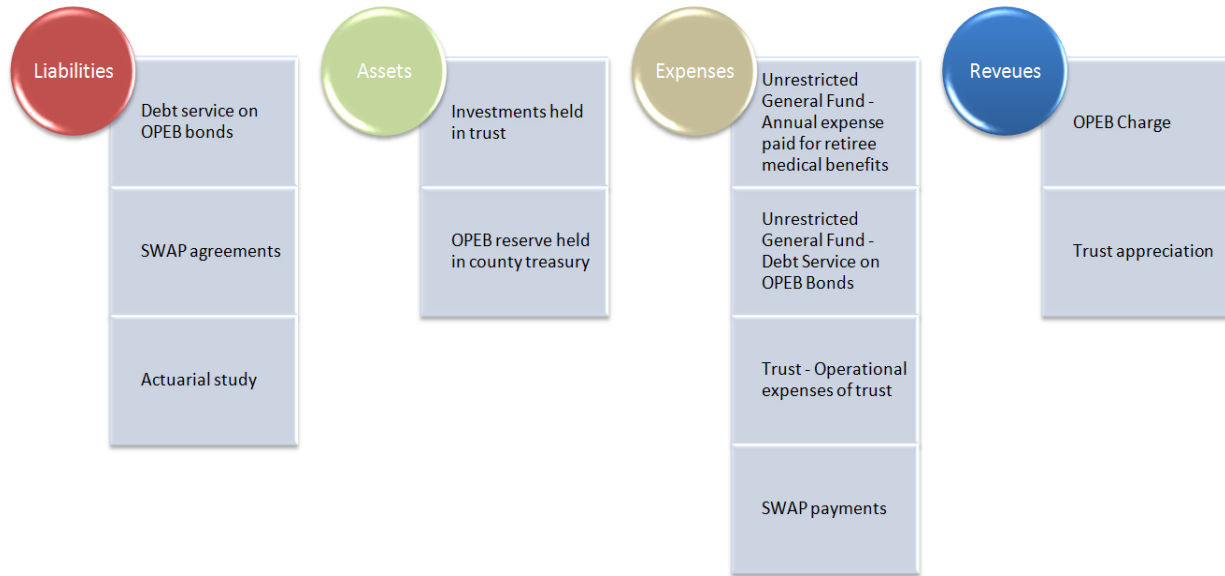 Liabilities
Debt service on
OPEB bonds
SWAP agreements
Actuarial study
Assets
Investments held
in trust
OPEB reserve held
in county treasury
Expenses
Unrestricted
General Fund -
Annual expense
paid for retiree
medical benefits
Unrestricted
General Fund -
Debt Service on
OPEB Bonds
Trust - Operational
expenses of trust
SWAP payments
Reveues
OPEB Charge
Trust appreciation